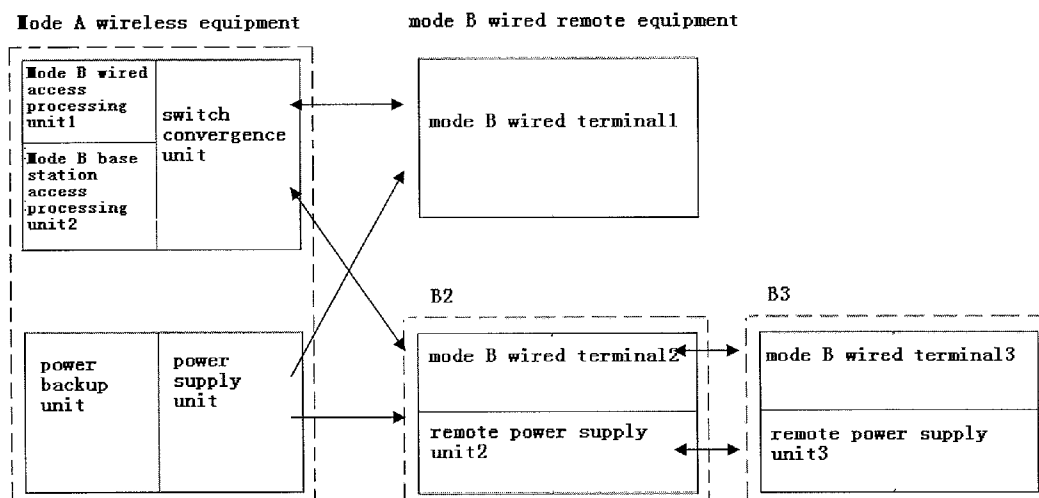 Mode A wireless equipment
mode B wired remote equipment
Mode B wired
access
processing
unit1
switch
convergence
unit
mode B wired terminal1
Mode B base
station
access
processing
unit2
B2
B3
power
backup
unit
power
supply
unit
mode B wired terminal2
mode B wired terminal3
remote power supply
unit2
remote power supply
unit3